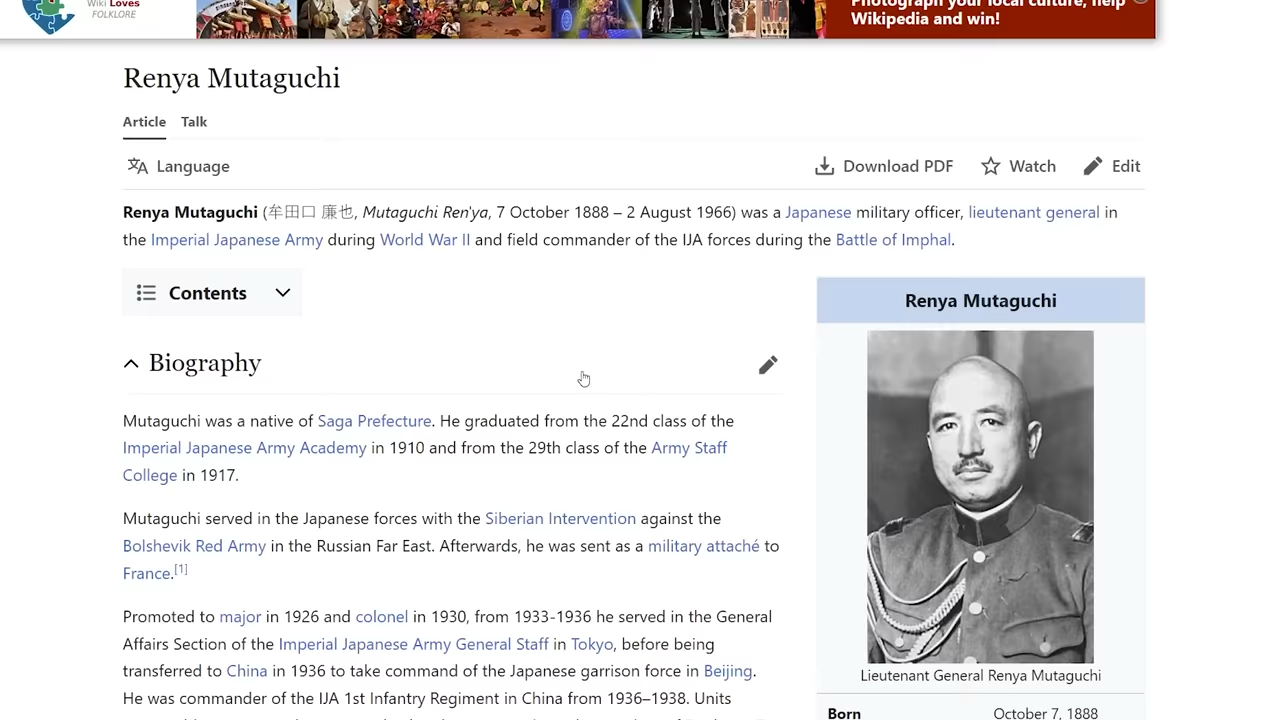 Wiki Loves
FOLKLORE
Photograph your local culture, help
Wikipedia and win!
Renya Mutaguchi
Article Talk
Language
Download PDF Watch Edit
Renya Mutaguchi (牟田口 廉也, Mutaguchi Ren'ya, 7 October 1888 – 2 August 1966) was a Japanese military officer, lieutenant general in
the Imperial Japanese Army during World War II and field commander of the IJA forces during the Battle of Imphal.
Contents
Biography
Mutaguchi was a native of Saga Prefecture. He graduated from the 22nd class of the
Imperial Japanese Army Academy in 1910 and from the 29th class of the Army Staff
College in 1917.
Mutaguchi served in the Japanese forces with the Siberian Intervention against the
Bolshevik Red Army in the Russian Far East. Afterwards, he was sent as a military attaché to
France.[1]
Promoted to major in 1926 and colonel in 1930, from 1933-1936 he served in the General
Affairs Section of the Imperial Japanese Army General Staff in Tokyo, before being
transferred to China in 1936 to take command of the Japanese garrison force in Beijing.
He was commander of the IJA 1st Infantry Regiment in China from 1936–1938. Units
Renya Mutaguchi
Lieutenant General Renya Mutaguchi
Born October 7, 1888